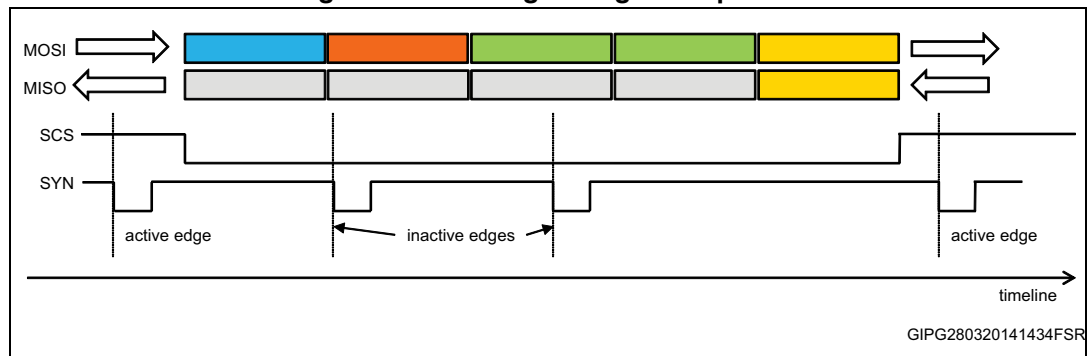 MOSI
MISO
SCS
SYN
active edge
inactive edges
active edge
timeline
GIPG280320141434FSR